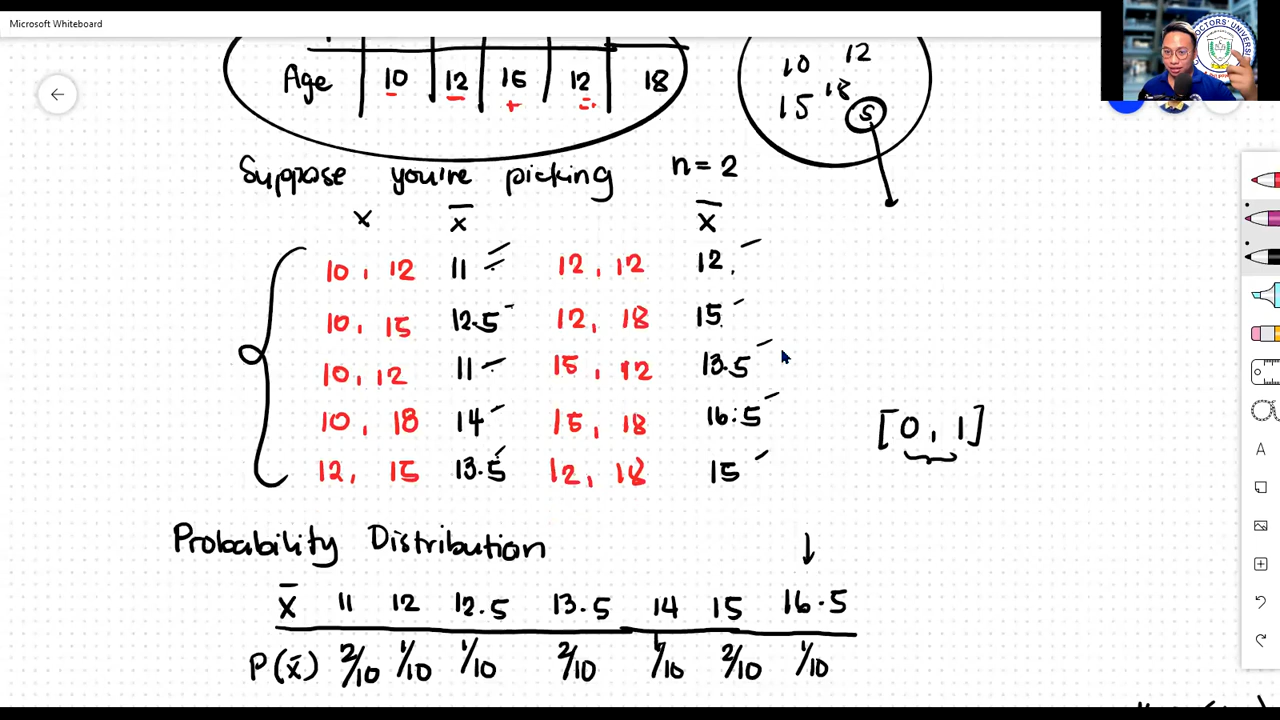 Microsoft Whiteboard
DOCTORS' UNIVERSI
Age 10 12 15 12 18
10 12
15 18 5
Suppose you're picking n = 2
x x̅ x̅
10, 12 11 12, 12 12
10, 15 12.5 12, 18 15
10, 12 11 15, 12 13.5
10, 18 14 15, 18 16.5
12, 15 13.5 12, 18 15
[0, 1]
Probability Distribution
x̅ 11 12 12.5 13.5 14 15 16.5
P(x̅) 2/10 1/10 1/10 2/10 1/10 2/10 1/10
A